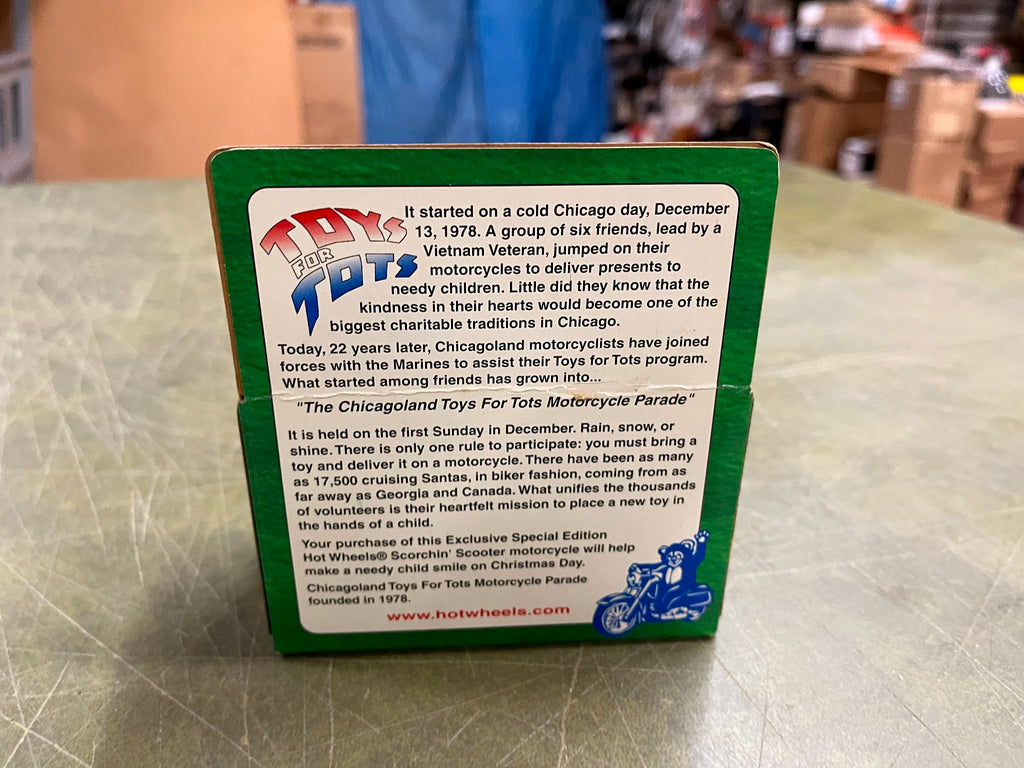 TOYS
FOR
TOTS
It started on a cold Chicago day, December
13, 1978. A group of six friends, lead by a
Vietnam Veteran, jumped on their
motorcycles to deliver presents to
needy children. Little did they know that the
kindness in their hearts would become one of the
biggest charitable traditions in Chicago.
Today, 22 years later, Chicagoland motorcyclists have joined
forces with the Marines to assist their Toys for Tots program.
What started among friends has grown into...
"The Chicagoland Toys For Tots Motorcycle Parade"
It is held on the first Sunday in December. Rain, snow, or
shine. There is only one rule to participate: you must bring a
toy and deliver it on a motorcycle. There have been as many
as 17,500 cruising Santas, in biker fashion, coming from as
far away as Georgia and Canada. What unifies the thousands
of volunteers is their heartfelt mission to place a new toy in
the hands of a child.
Your purchase of this Exclusive Special Edition
Hot Wheels® Scorchin' Scooter motorcycle will help
make a needy child smile on Christmas Day.
Chicagoland Toys For Tots Motorcycle Parade
founded in 1978.
www.hotwheels.com